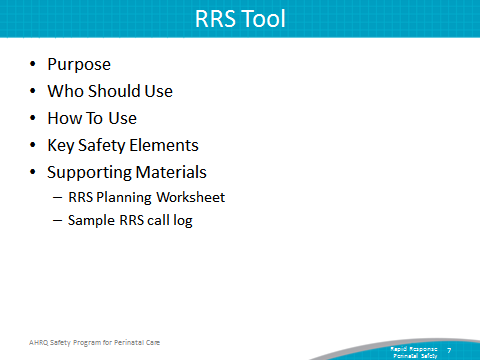 RRS Tool
• Purpose
• Who Should Use
• How To Use
• Key Safety Elements
• Supporting Materials
– RRS Planning Worksheet
– Sample RRS call log
AHRQ Safety Program for Perinatal Care
Rapid Response
Perinatal Safety
7